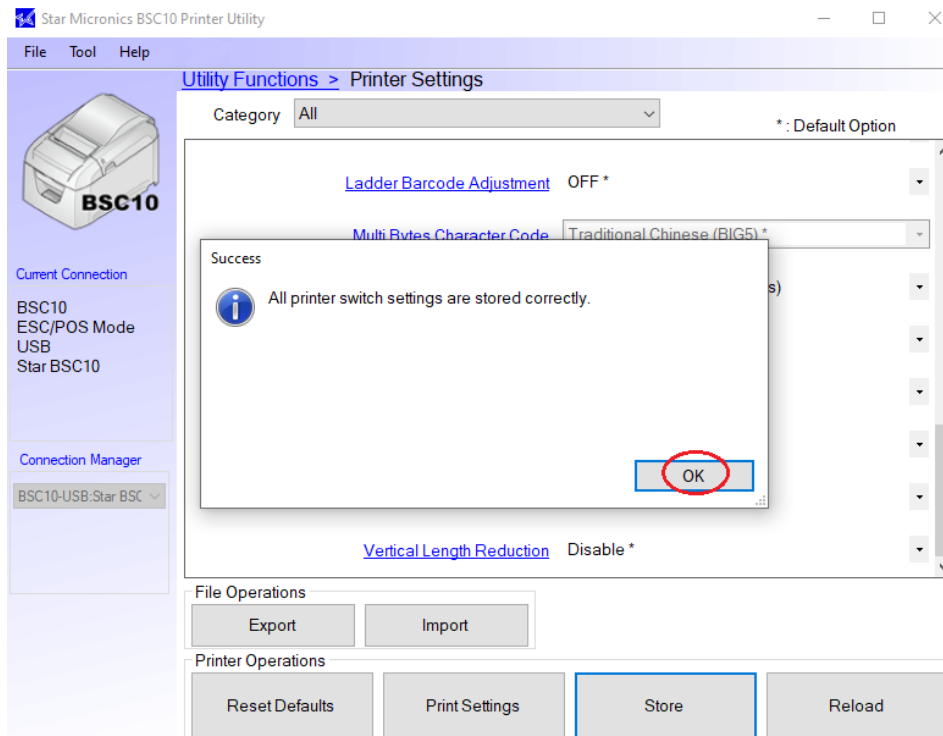 Star Micronics BSC10 Printer Utility
File Tool Help
Utility Functions > Printer Settings
Category All
* : Default Option
BSC10
Ladder Barcode Adjustment OFF *
Multi Bytes Character Code Traditional Chinese (BIG5) *
Success
All printer switch settings are stored correctly.
s)
OK
Current Connection
BSC10
ESC/POS Mode
USB
Star BSC10
Connection Manager
BSC10-USB:Star BSC
Vertical Length Reduction Disable *
File Operations
Export Import
Printer Operations
Reset Defaults Print Settings Store Reload